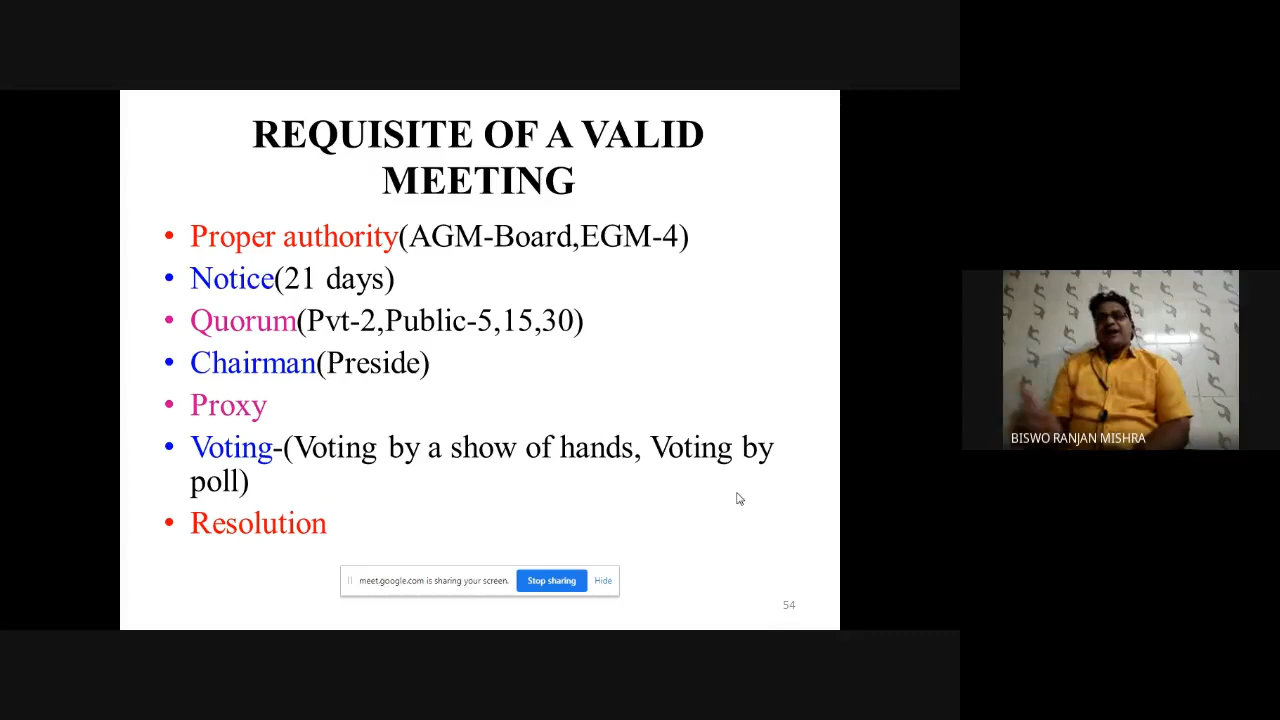 REQUISITE OF A VALID
MEETING
• Proper authority(AGM-Board,EGM-4)
• Notice(21 days)
• Quorum(Pvt-2,Public-5,15,30)
• Chairman(Preside)
• Proxy
• Voting-(Voting by a show of hands, Voting by
poll)
• Resolution
meet.google.com is sharing your screen. Stop sharing Hide
54
BISWO RANJAN MISHRA